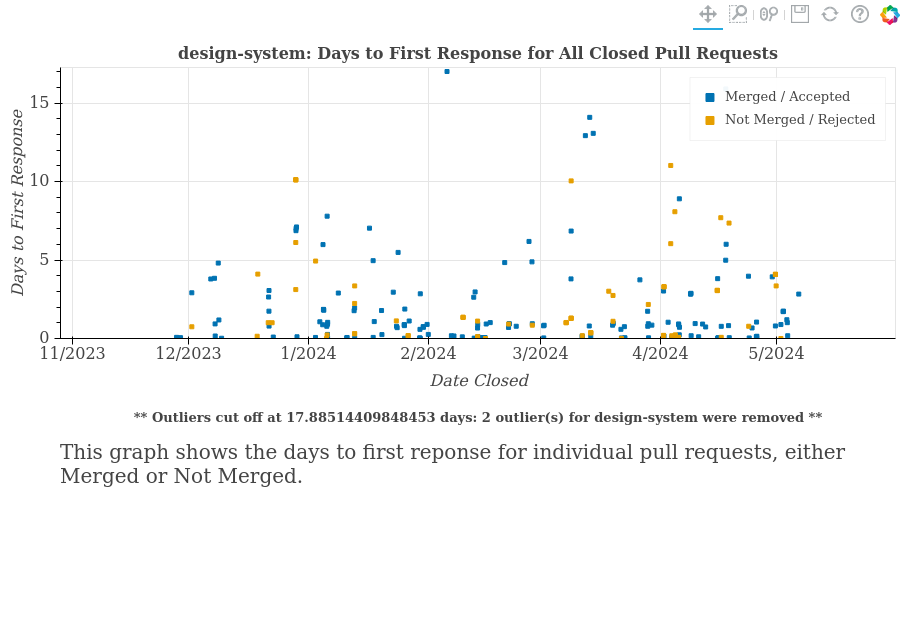 design-system: Days to First Response for All Closed Pull Requests
Merged / Accepted
Not Merged / Rejected
Days to First Response
15
10
5
0
11/2023 12/2023 1/2024 2/2024 3/2024 4/2024 5/2024
Date Closed
** Outliers cut off at 17.88514409848453 days: 2 outlier(s) for design-system were removed **
This graph shows the days to first reponse for individual pull requests, either
Merged or Not Merged.